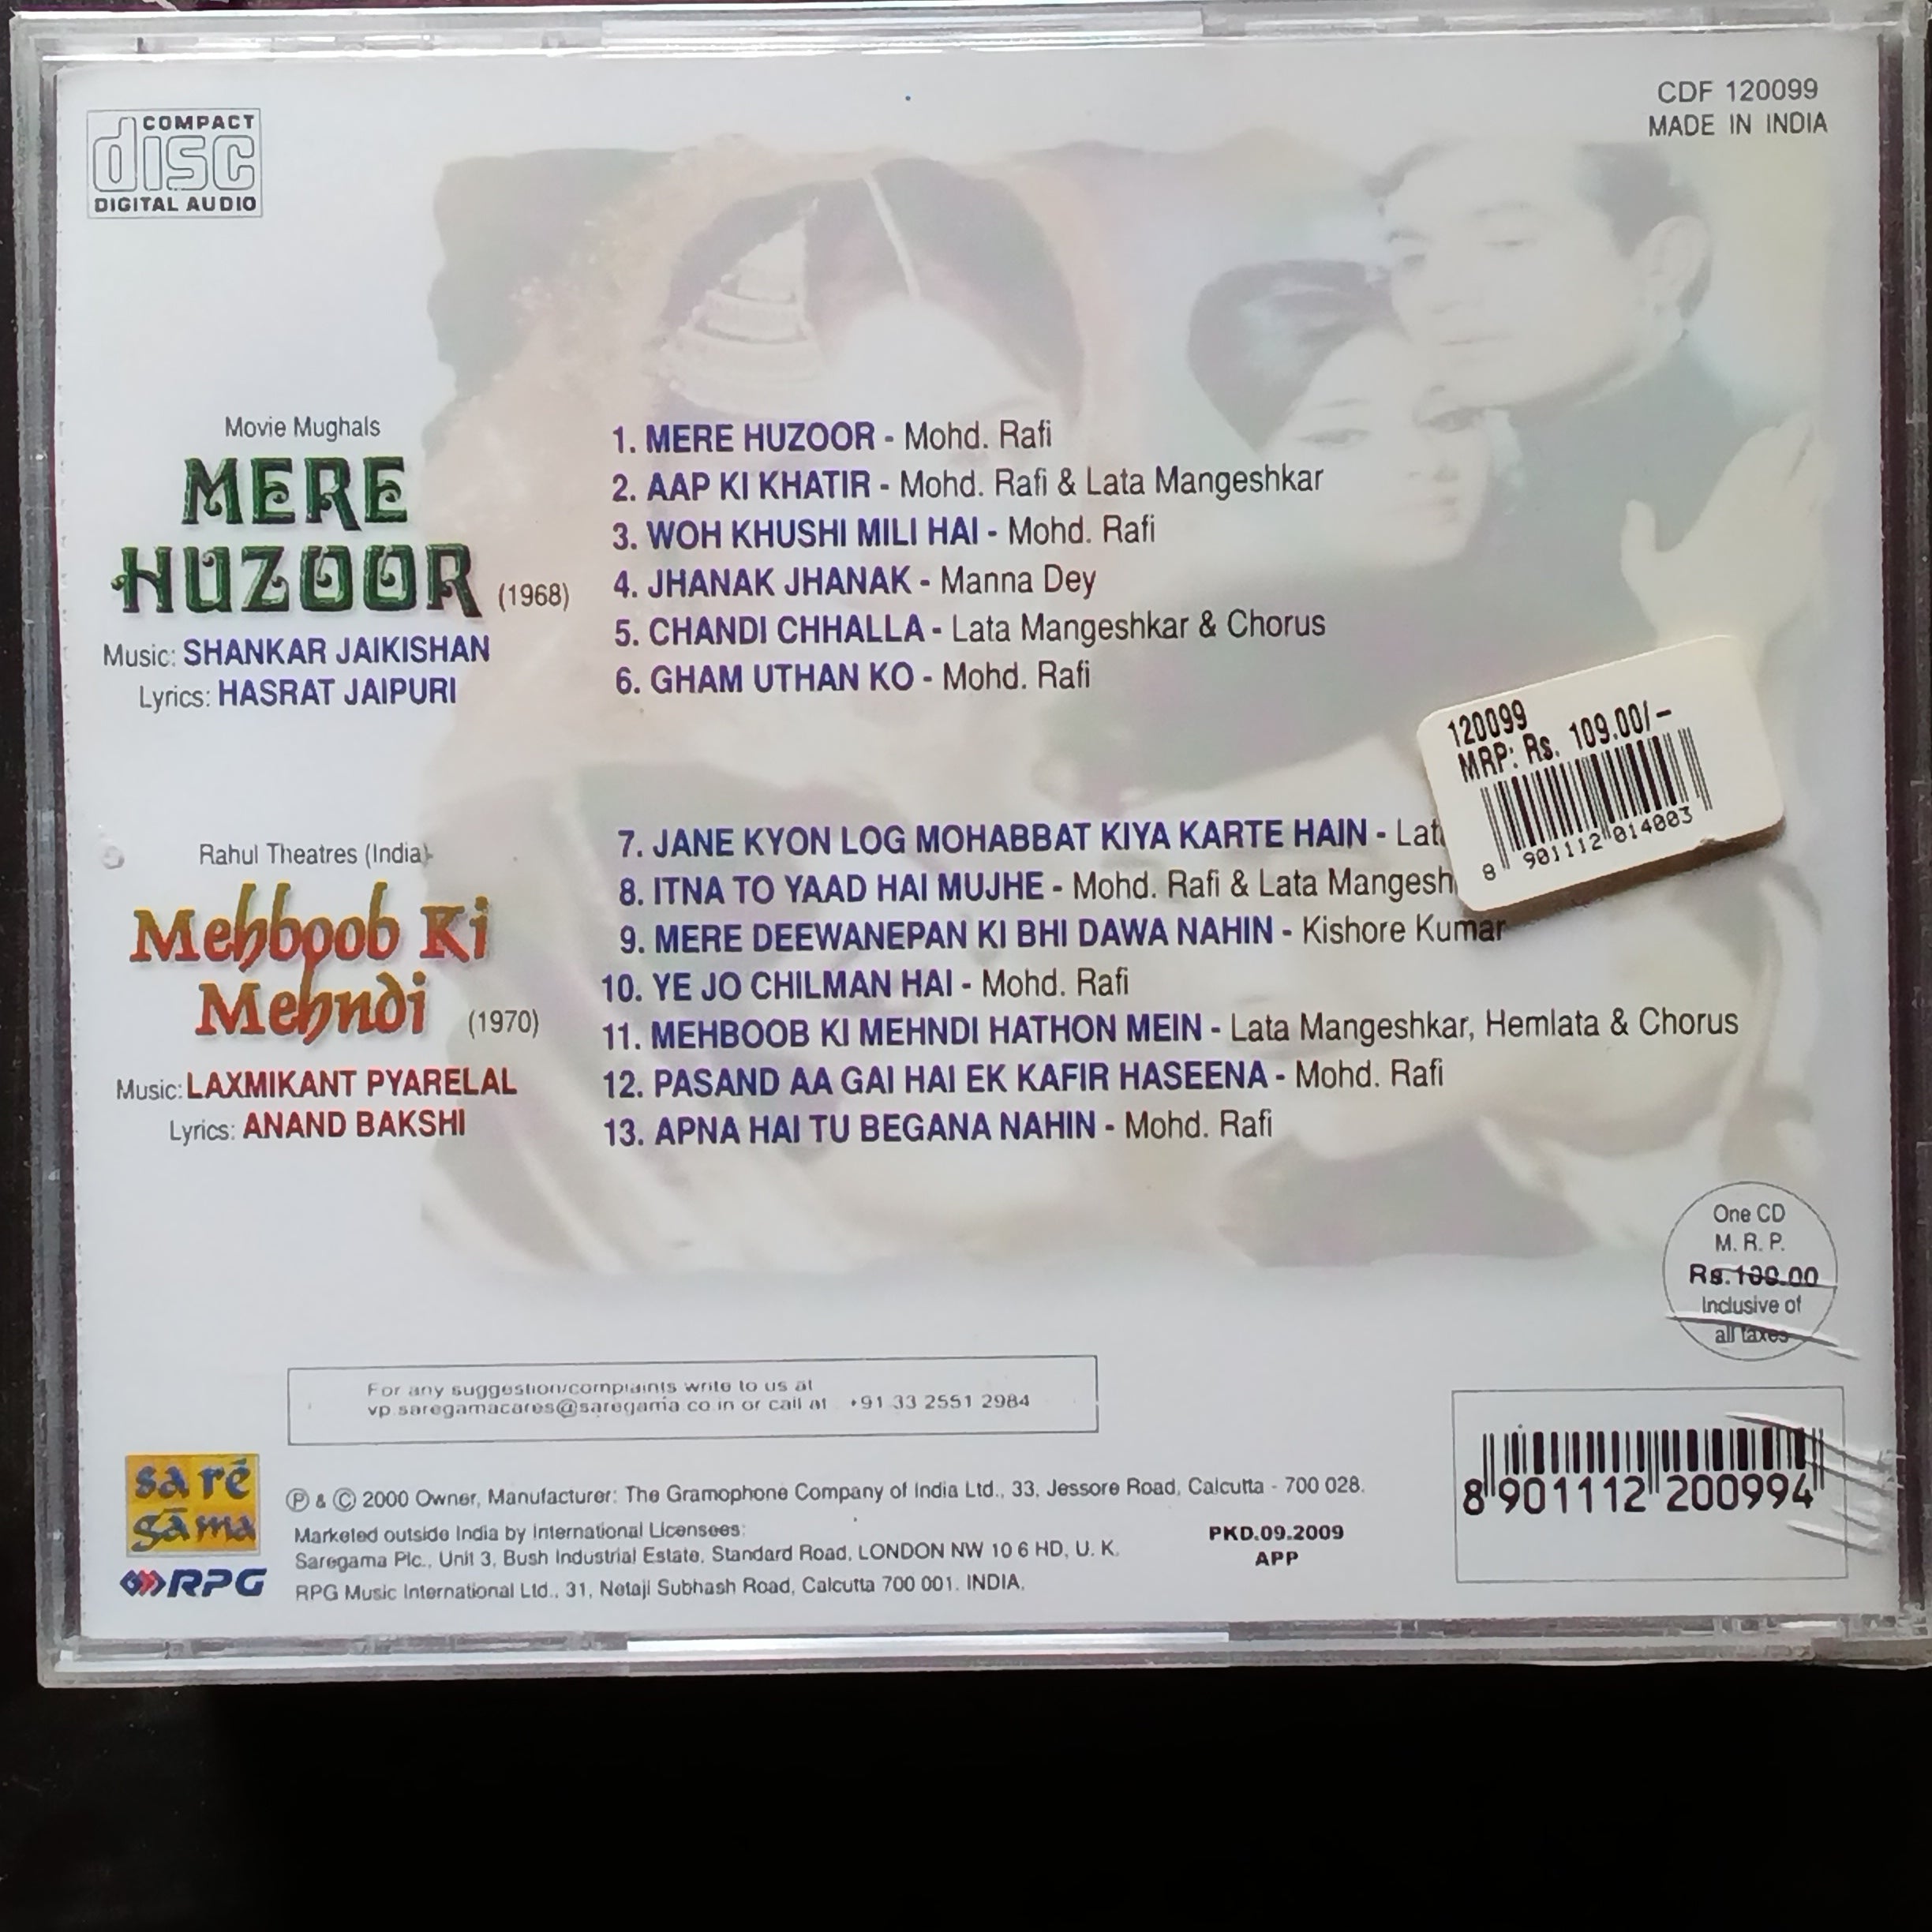 COMPACT
disc
DIGITAL AUDIO
CDF 120099
MADE IN INDIA
Movie Mughals
MERE
HUZOOR (1968)
Music: SHANKAR JAIKISHAN
Lyrics: HASRAT JAIPURI
1. MERE HUZOOR - Mohd. Rafi
2. AAP KI KHATIR - Mohd. Rafi & Lata Mangeshkar
3. WOH KHUSHI MILI HAI - Mohd. Rafi
4. JHANAK JHANAK - Manna Dey
5. CHANDI CHHALLA - Lata Mangeshkar & Chorus
6. GHAM UTHAN KO - Mohd. Rafi
120099
MRP: Rs. 109.00/-
8 901112 014003
Rahul Theatres (India)
Mehboob Ki
Mehndi (1970)
Music: LAXMIKANT PYARELAL
Lyrics: ANAND BAKSHI
7. JANE KYON LOG MOHABBAT KIYA KARTE HAIN - Lat
8. ITNA TO YAAD HAI MUJHE - Mohd. Rafi & Lata Mangesh
9. MERE DEEWANEPAN KI BHI DAWA NAHIN - Kishore Kumar
10. YE JO CHILMAN HAI - Mohd. Rafi
11. MEHBOOB KI MEHNDI HATHON MEIN - Lata Mangeshkar, Hemlata & Chorus
12. PASAND AA GAI HAI EK KAFIR HASEENA - Mohd. Rafi
13. APNA HAI TU BEGANA NAHIN - Mohd. Rafi
One CD
M. R. P.
Rs.100.00
Inclusive of
all taxes
For any suggestion/complaints write to us at
vp.saregamacares@saregama.co.in or call at +91 33 2551 2984
sa rē
gāma
RPG
Ⓟ & © 2000 Owner, Manufacturer: The Gramophone Company of India Ltd., 33, Jessore Road, Calcutta - 700 028.
Marketed outside India by International Licensees:
Saregama Plc., Unit 3, Bush Industrial Estate, Standard Road, LONDON NW 10 6 HD, U. K.
RPG Music International Ltd., 31, Netaji Subhash Road, Calcutta 700 001. INDIA.
PKD.09.2009
APP
8 901112 200994